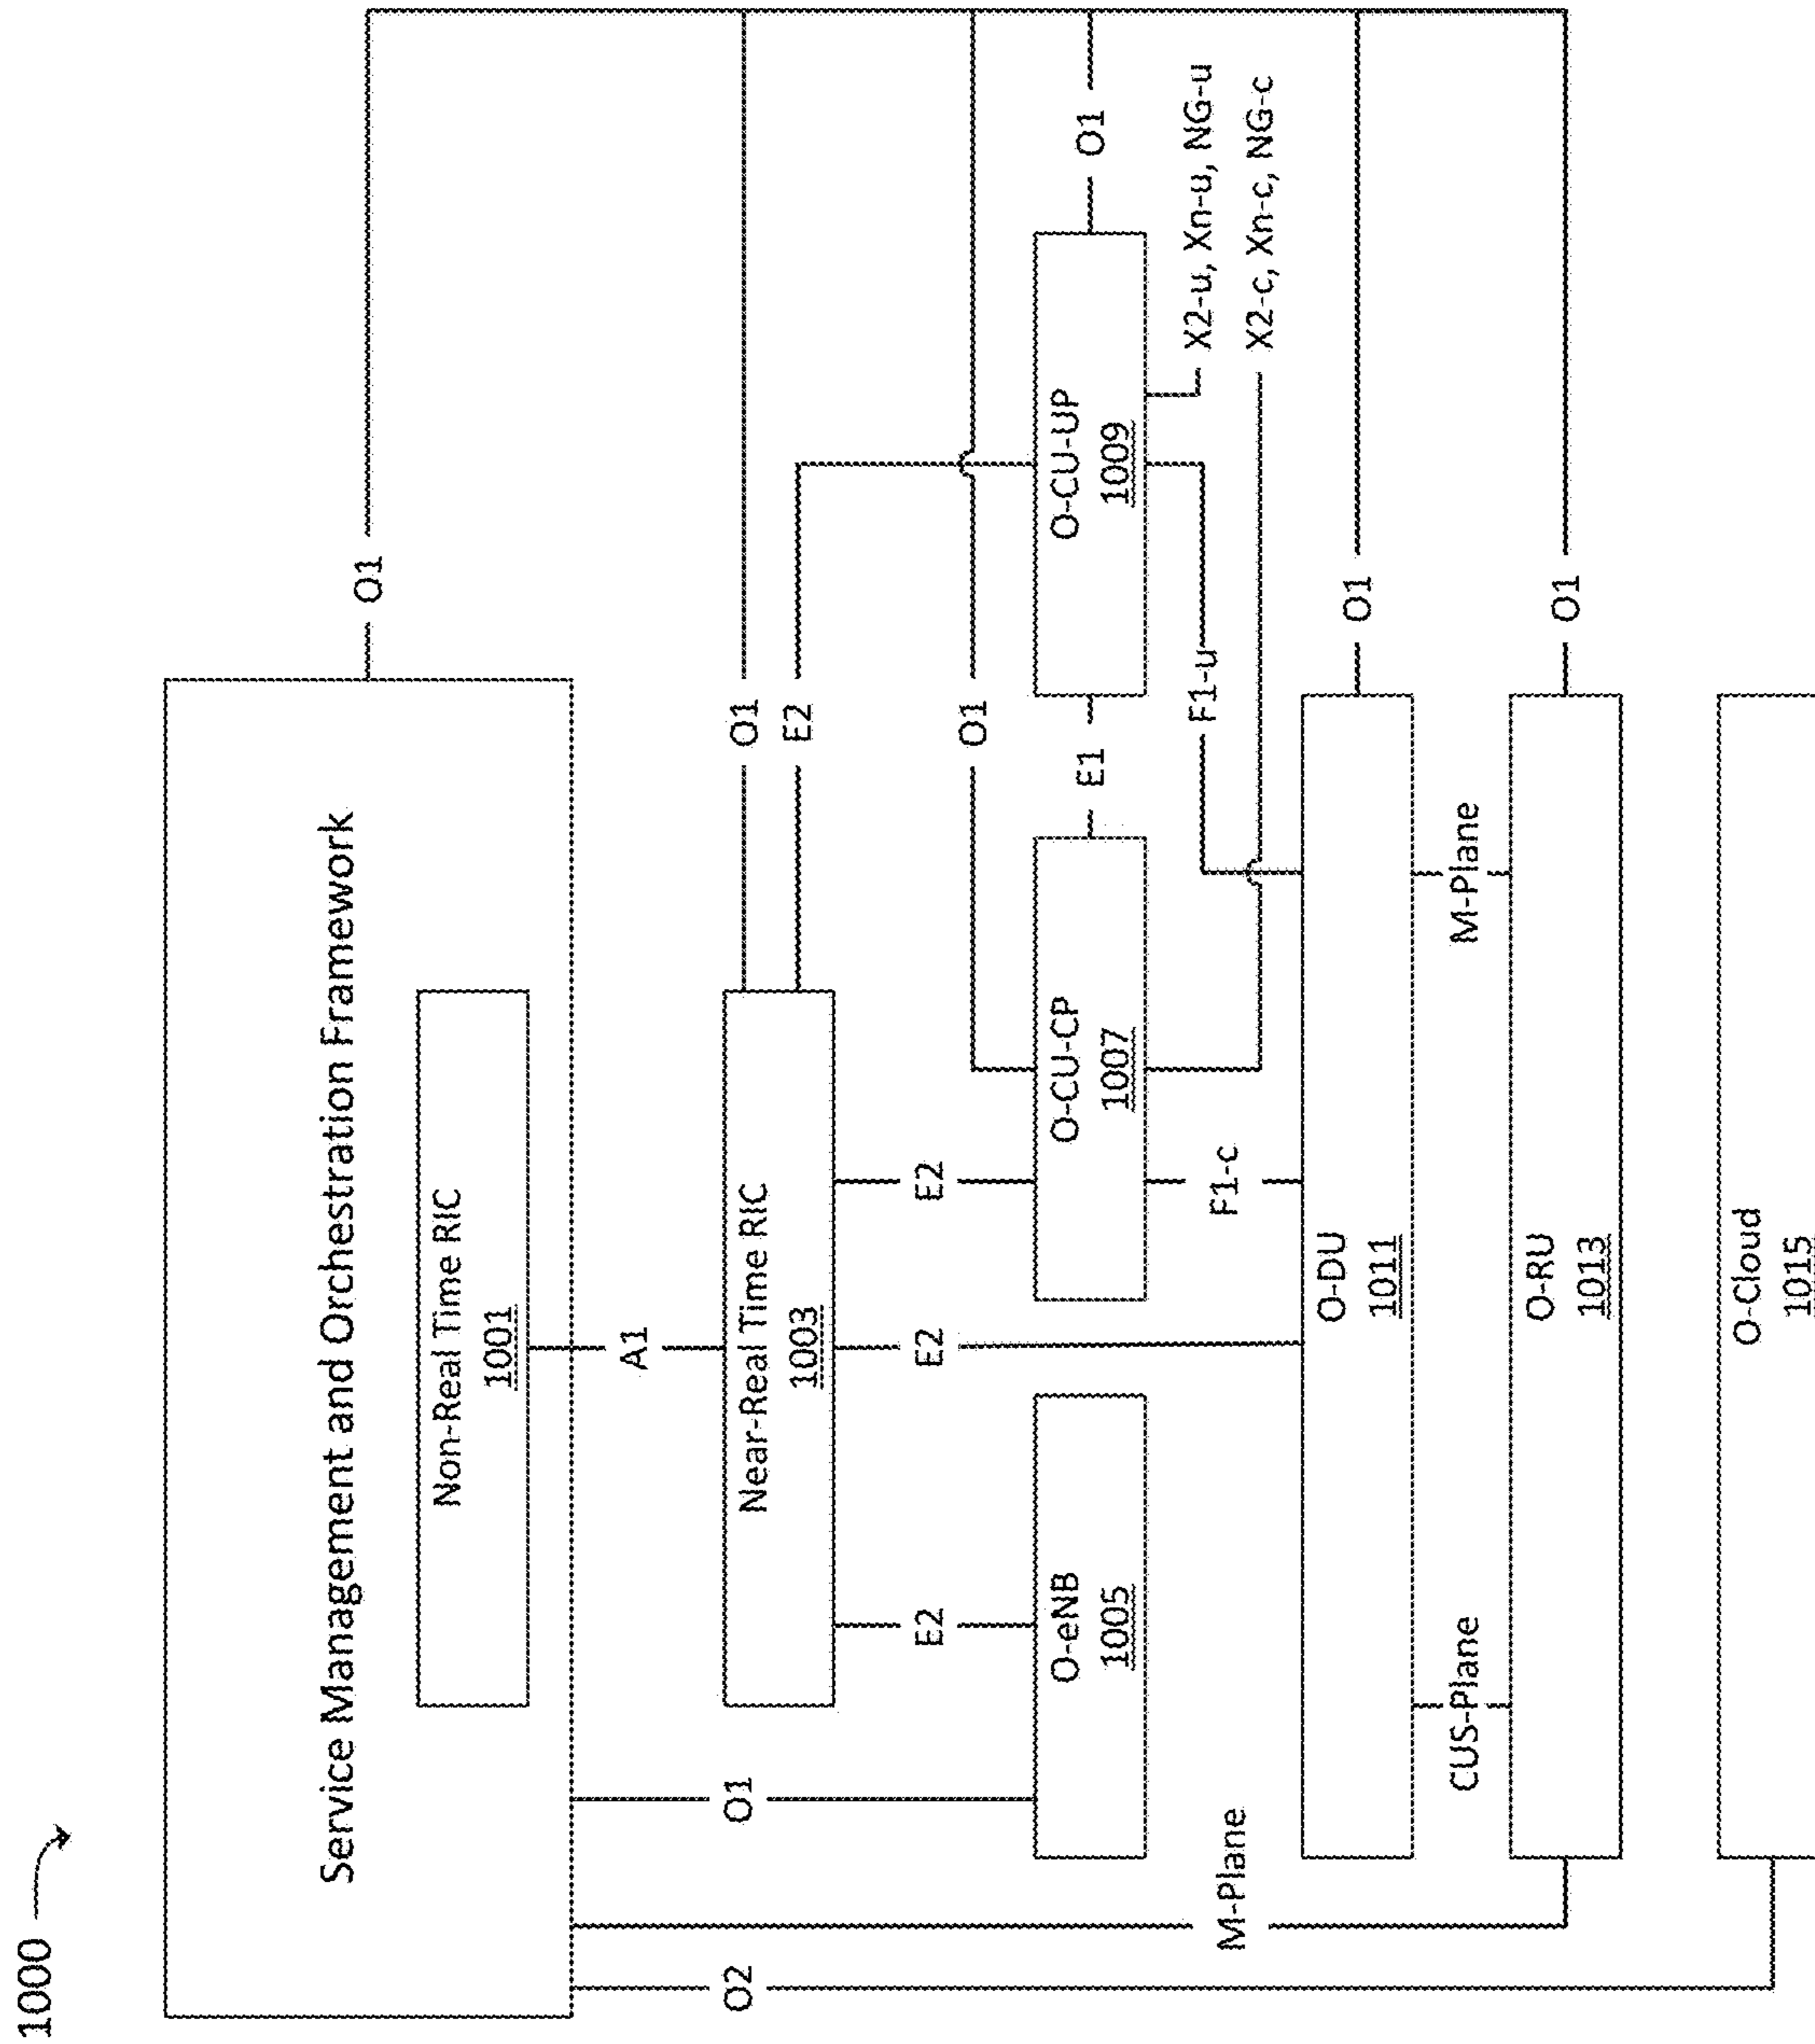 1000
Service Management and Orchestration Framework
O1
Non-Real Time RIC
1001
A1
O1
O2
Near-Real Time RIC
1003
O1
E2
E2
E2
E2
O1
O-eNB
1005
O-CU-CP
1007
E1
O-CU-UP
1009
O1
M-Plane
F1-c
F1-u
X2-u, Xn-u, NG-u
X2-c, Xn-c, NG-c
O-DU
1011
O1
CUS-Plane
M-Plane
O-RU
1013
O1
O-Cloud
1015